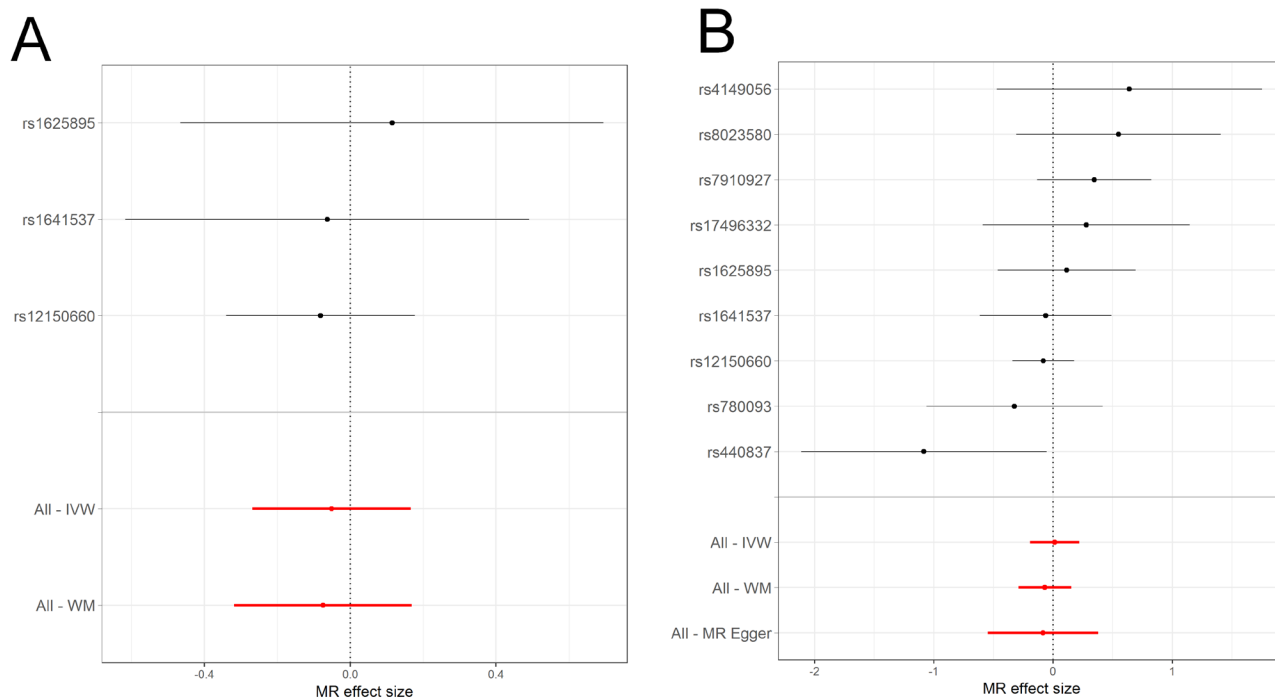 A
rs1625895
rs1641537
rs12150660
All - IVW
All - WM
-0.4
0.0
0.4
MR effect size
B
rs4149056
rs8023580
rs7910927
rs17496332
rs1625895
rs1641537
rs12150660
rs780093
rs440837
All - IVW
All - WM
All - MR Egger
-2
-1
0
1
MR effect size